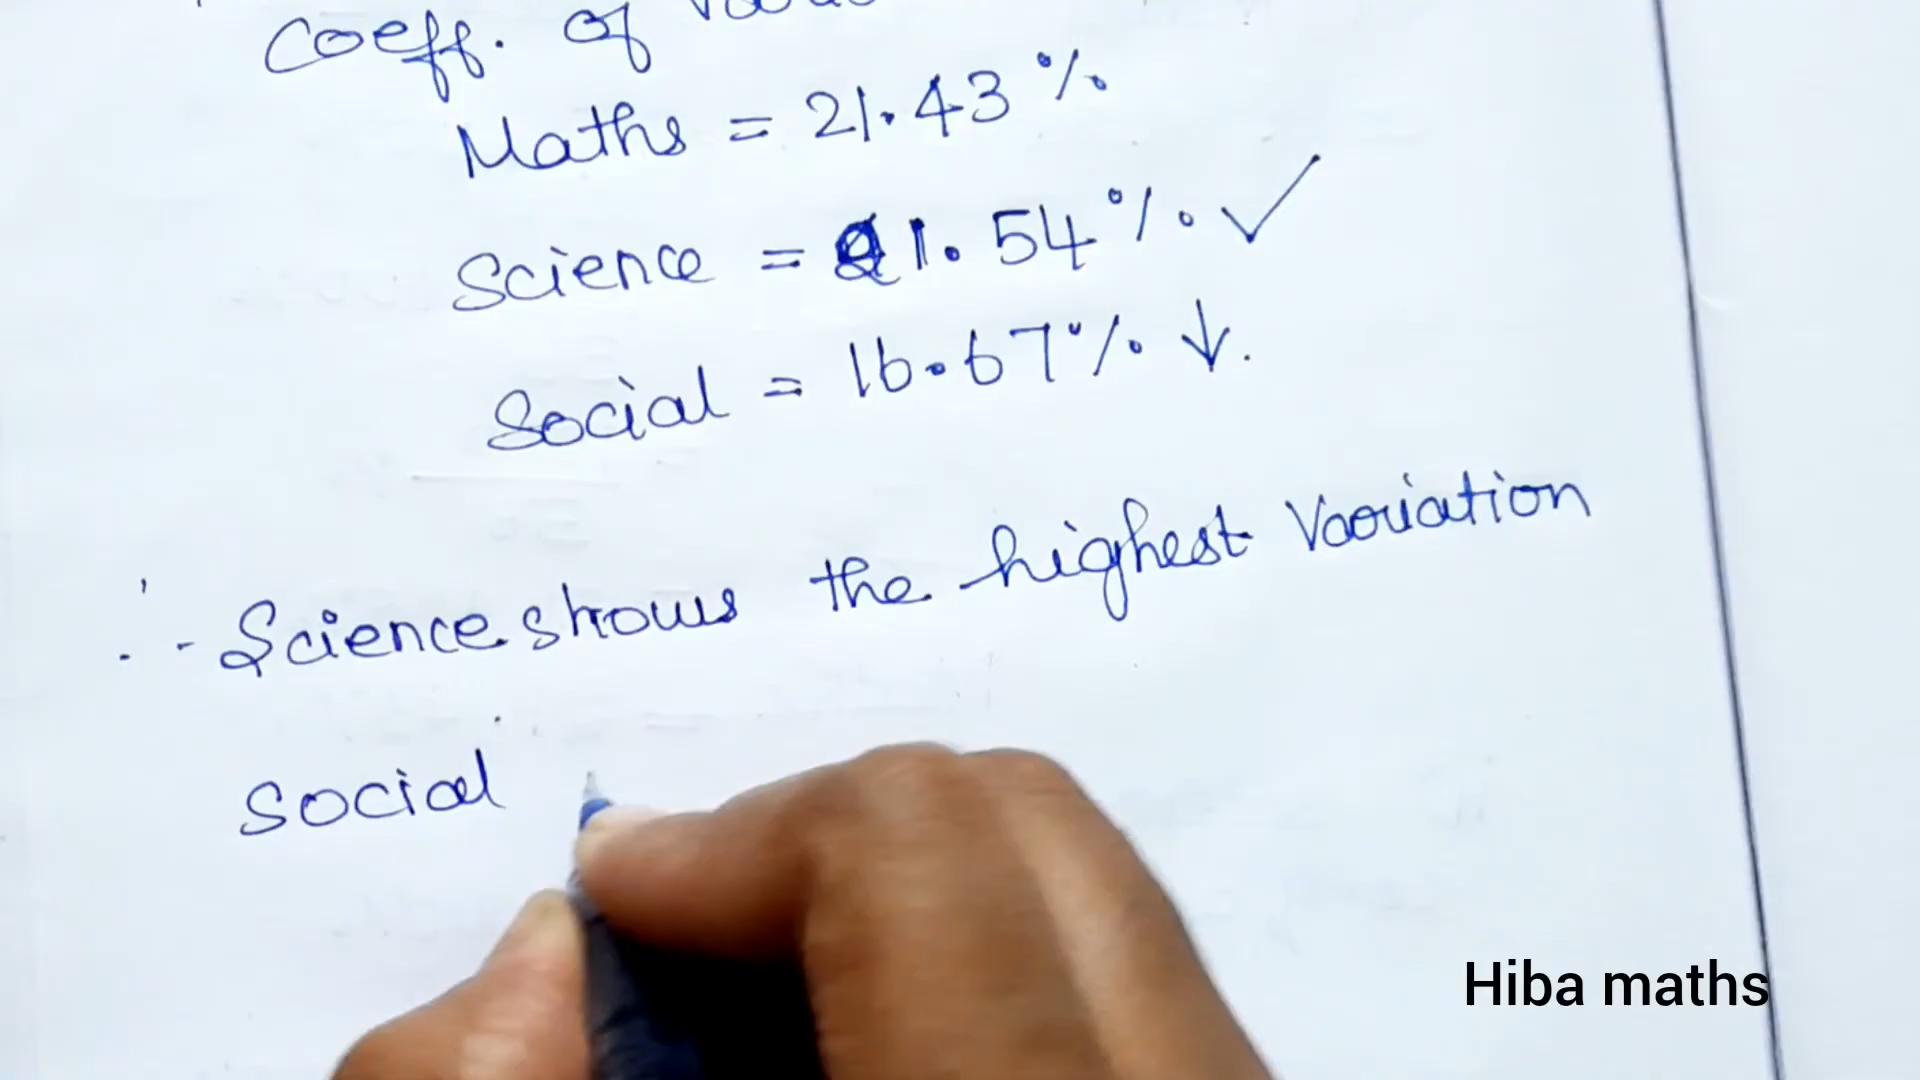 Coeff. of
Maths = 21.43 %
Science = 21.54 % ✓
Social = 16.67 % ↓.
∴ Science shows the highest Variation
Social
Hiba maths